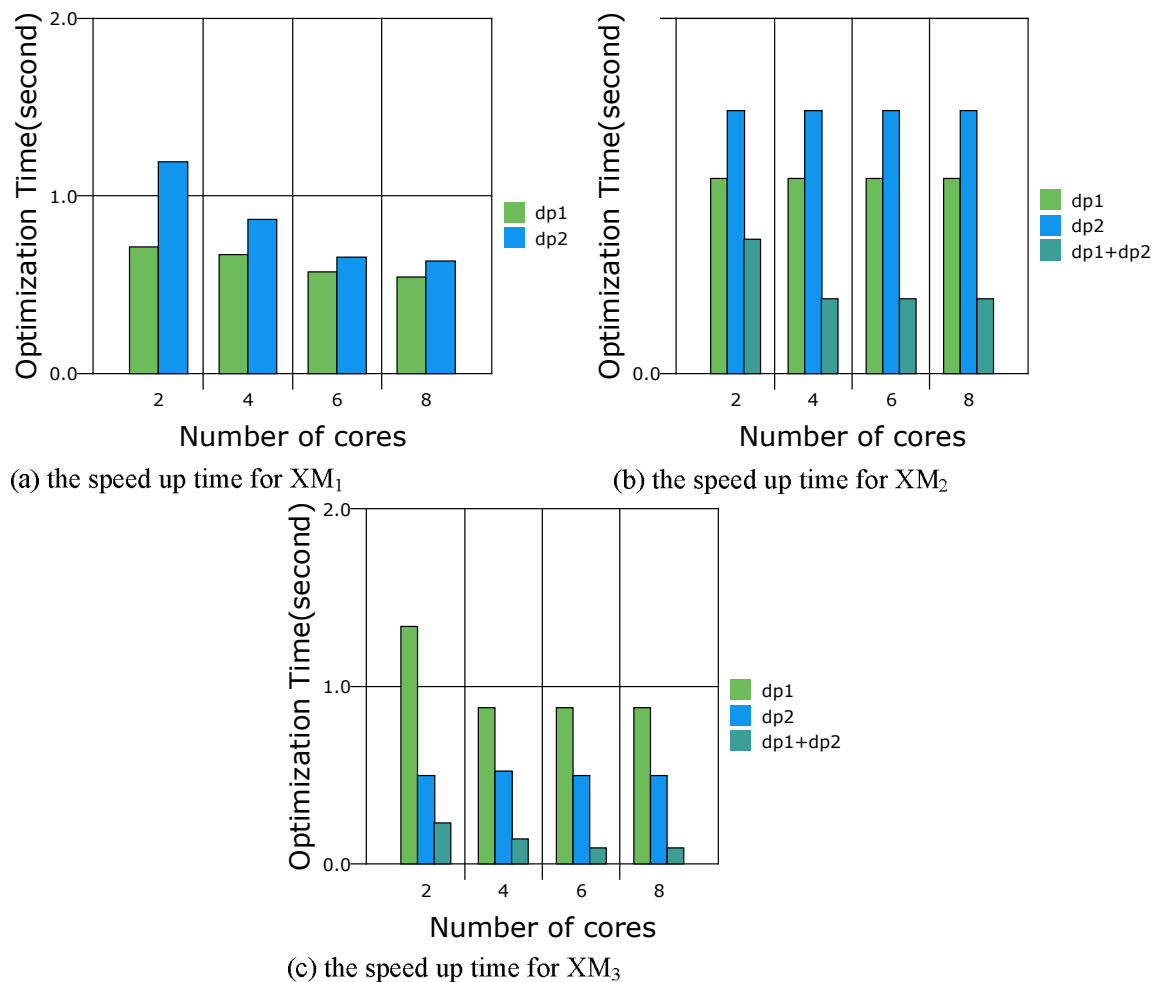 2.0
1.0
0.0
Optimization Time(second)
2 4 6 8
Number of cores
dp1
dp2
(a) the speed up time for XM₁
0.0
Optimization Time(second)
2 4 6 8
Number of cores
dp1
dp2
dp1+dp2
(b) the speed up time for XM₂
2.0
1.0
0.0
Optimization Time(second)
2 4 6 8
Number of cores
dp1
dp2
dp1+dp2
(c) the speed up time for XM₃